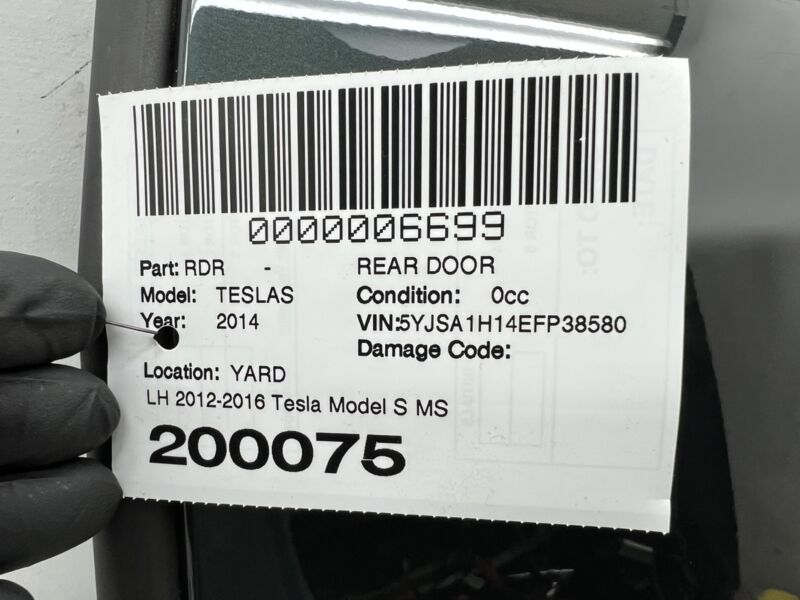 0000006699
Part: RDR - REAR DOOR
Model: TESLAS Condition: 0cc
Year: 2014 VIN:5YJSA1H14EFP38580
Damage Code:
Location: YARD
LH 2012-2016 Tesla Model S MS
200075